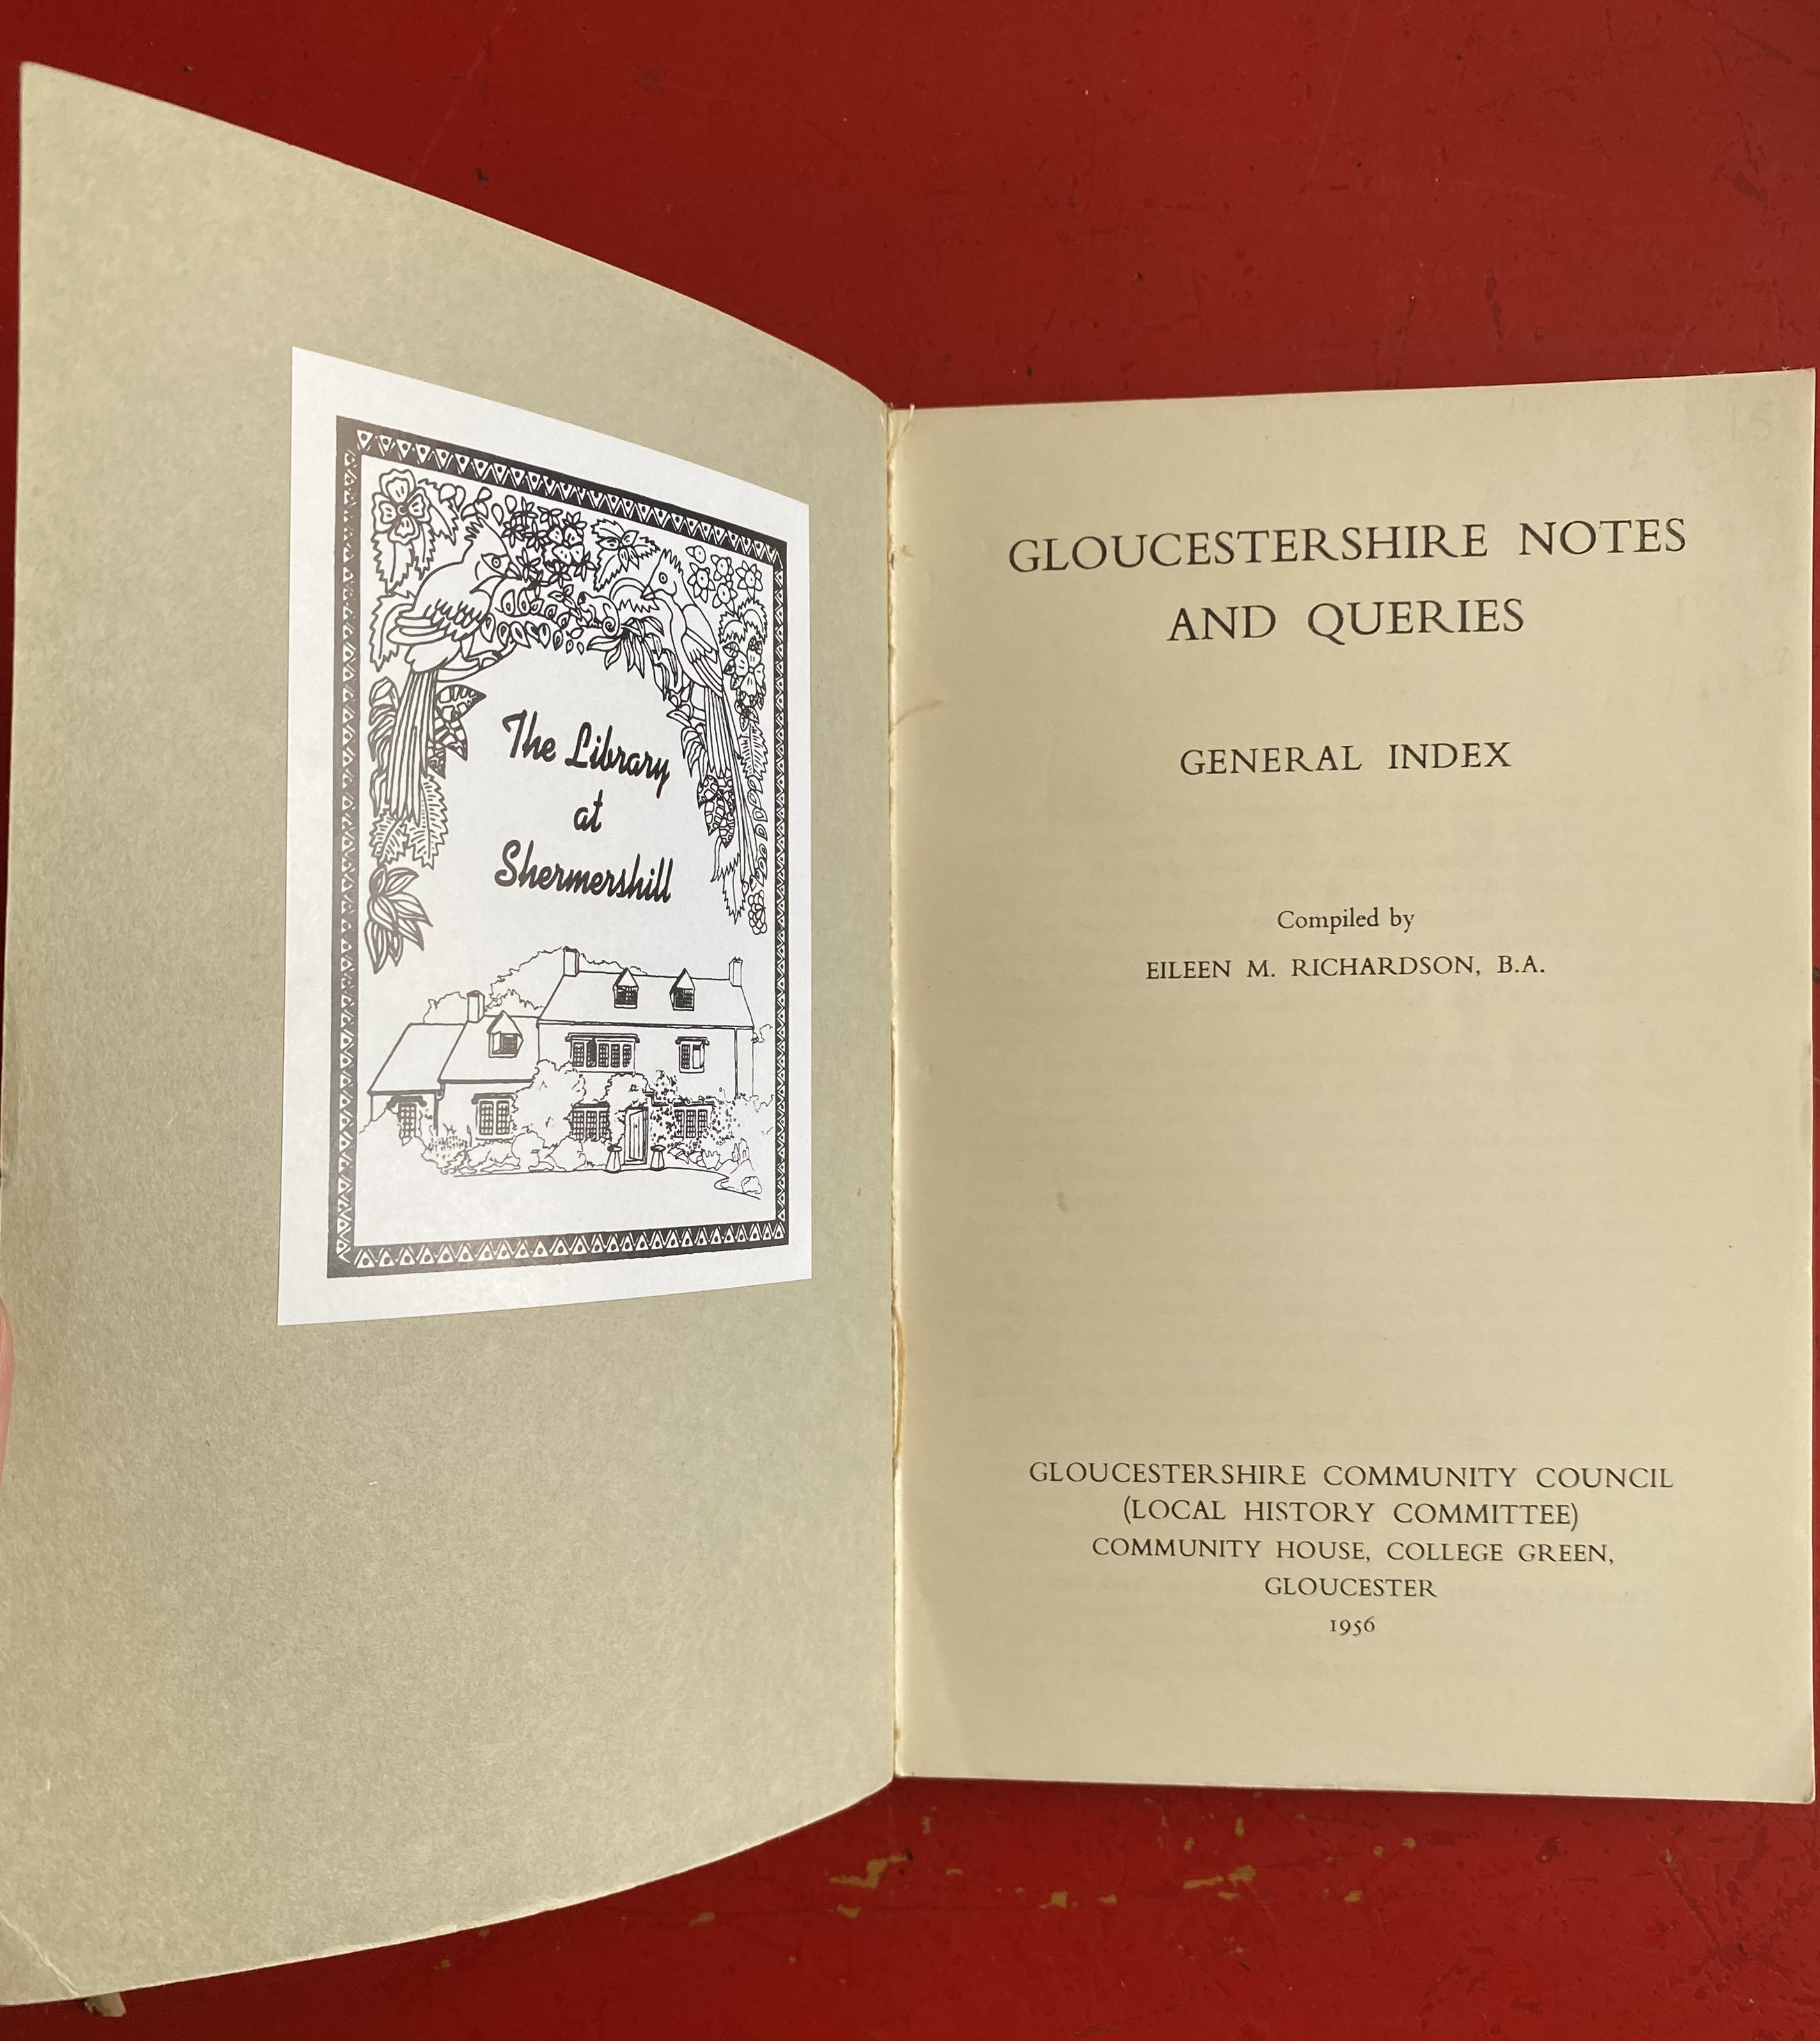 The Library
at
Shermershill
GLOUCESTERSHIRE NOTES
AND QUERIES
GENERAL INDEX
Compiled by
EILEEN M. RICHARDSON, B.A.
GLOUCESTERSHIRE COMMUNITY COUNCIL
(LOCAL HISTORY COMMITTEE)
COMMUNITY HOUSE, COLLEGE GREEN,
GLOUCESTER
1956